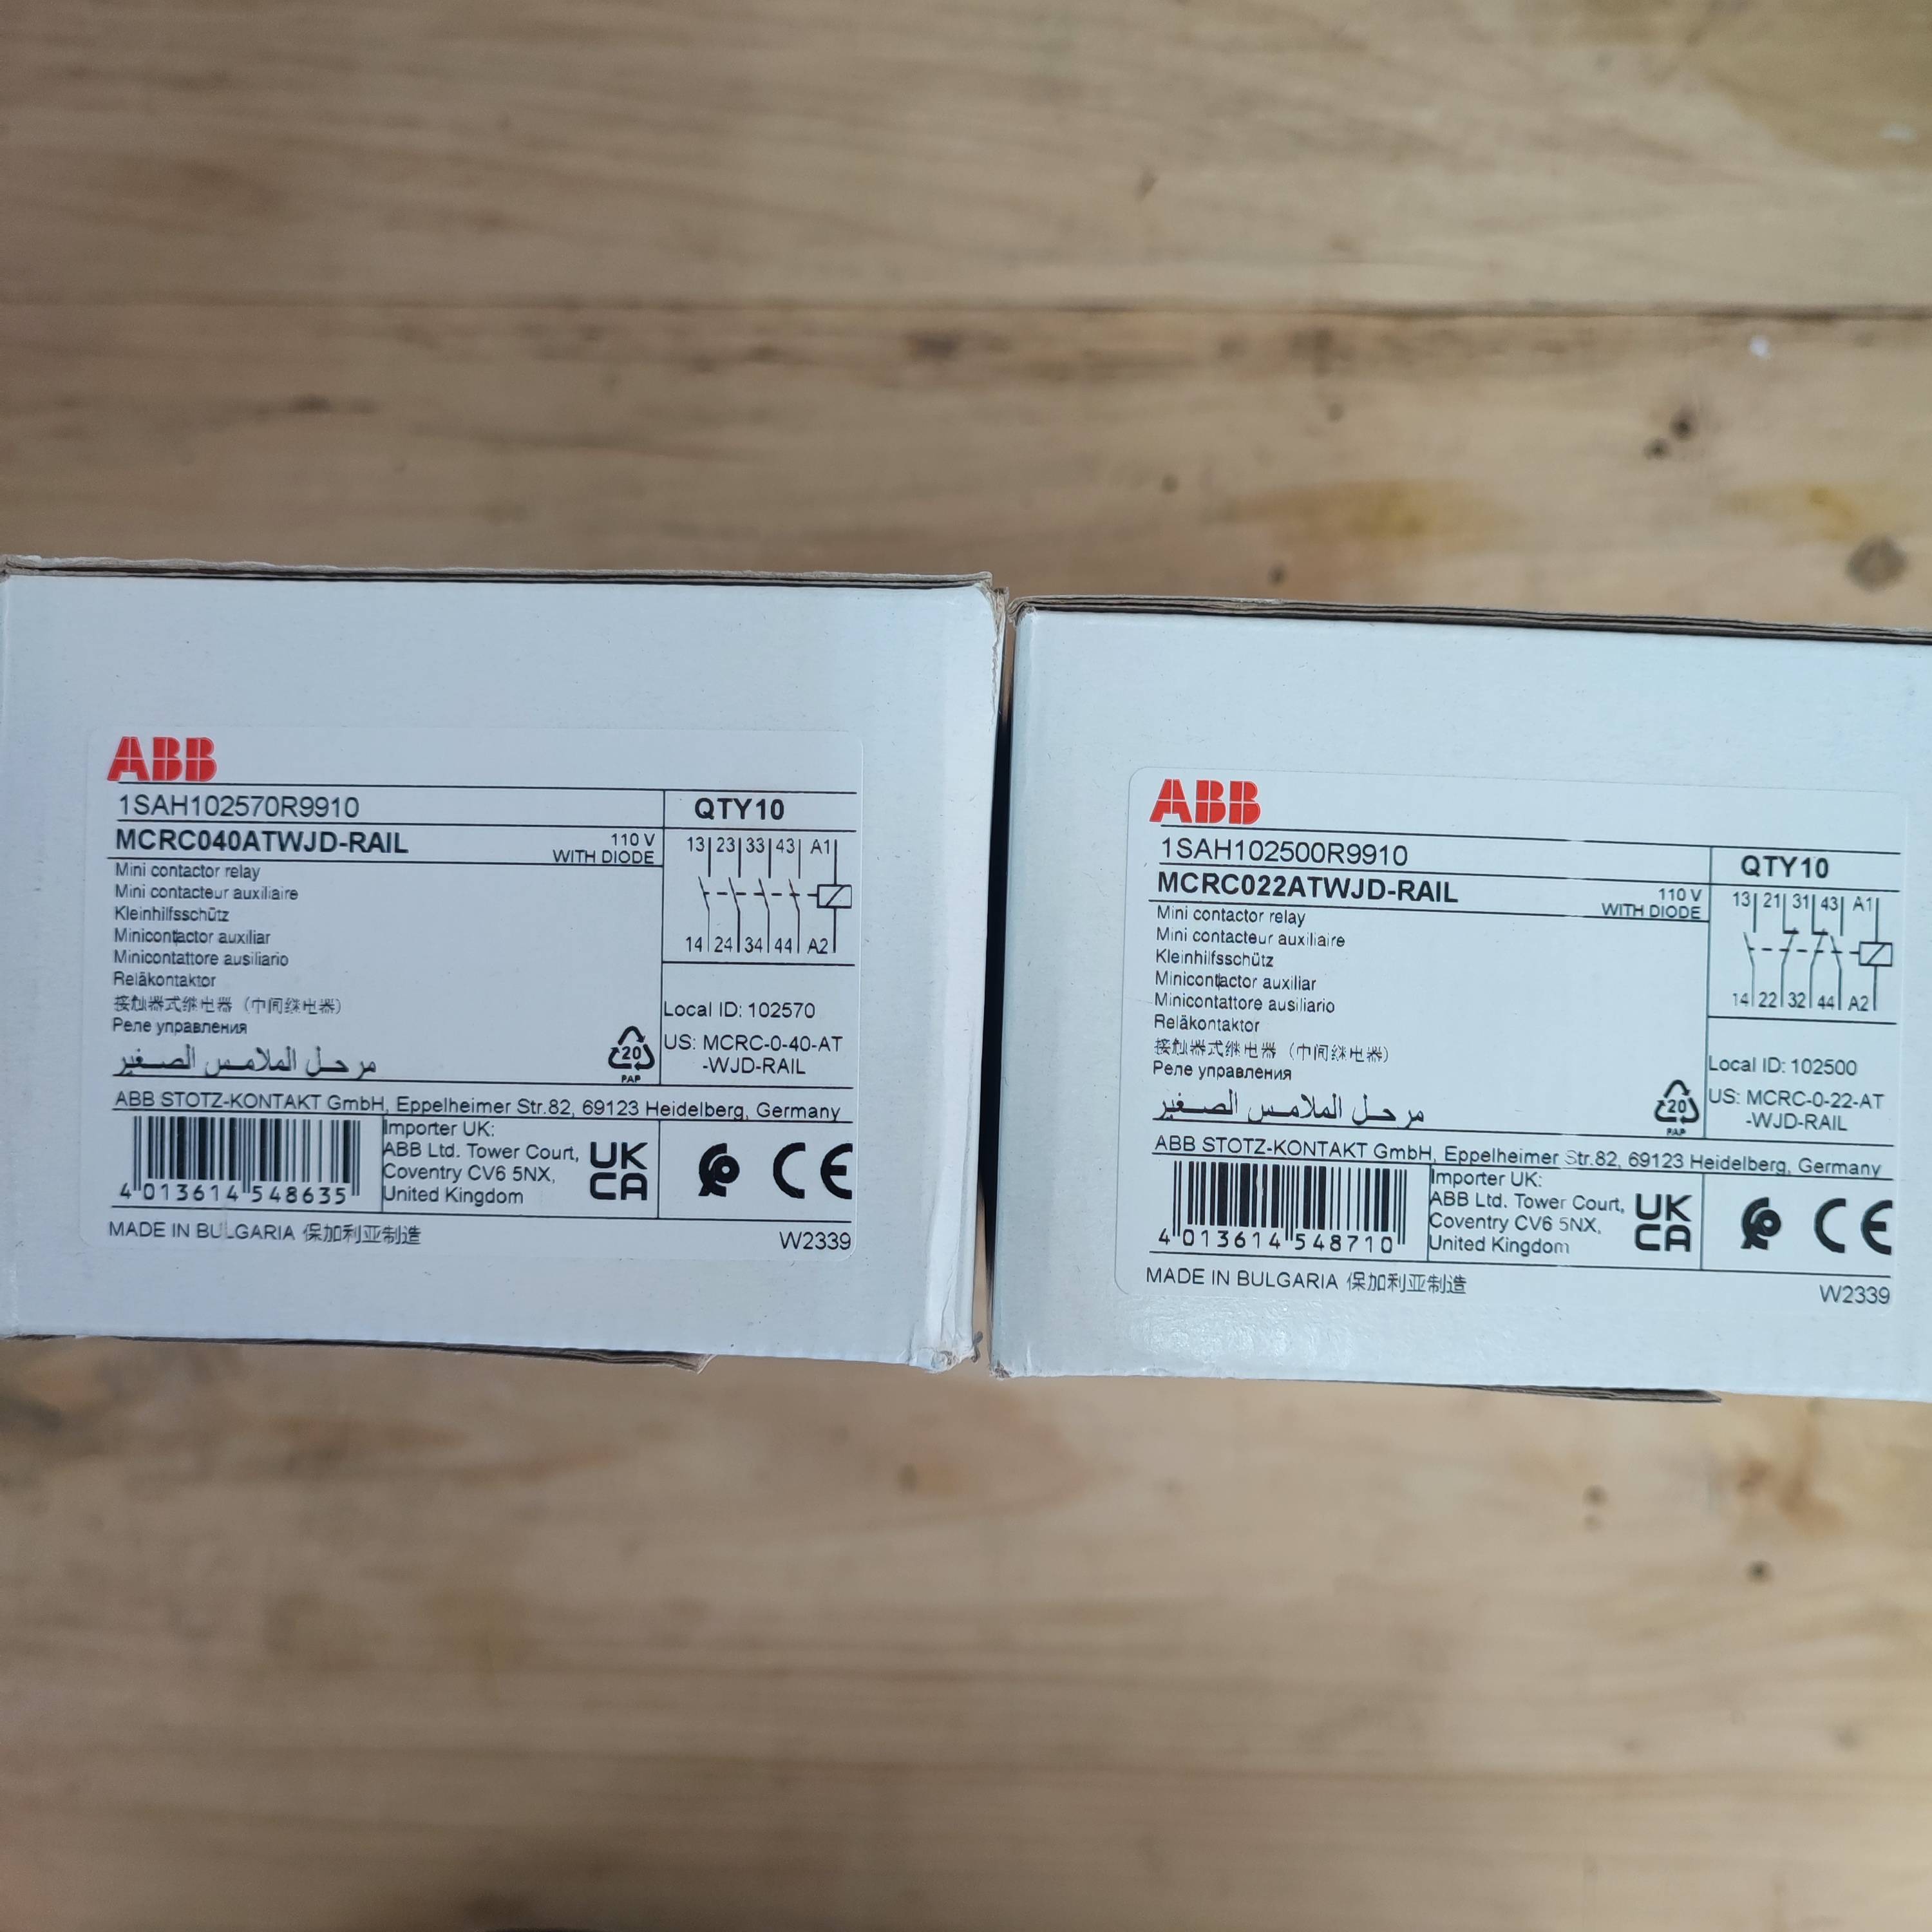 ABB
1SAH102570R9910
QTY10
MCRC040ATWJD-RAIL
110 V
WITH DIODE
13 23 33 43 A1
14 24 34 44 A2
Mini contactor relay
Mini contacteur auxiliaire
Kleinhilfsschütz
Minicontactor auxiliar
Minicontattore ausiliario
Reläkontaktor
接触器式继电器（中间继电器）
Реле управления
مرحل الملامس الصغير
20
PAP
Local ID: 102570
US: MCRC-0-40-AT
-WJD-RAIL
ABB STOTZ-KONTAKT GmbH, Eppelheimer Str.82, 69123 Heidelberg, Germany
4 013614 548635
Importer UK:
ABB Ltd. Tower Court,
Coventry CV6 5NX,
United Kingdom
UK
CA
CE
MADE IN BULGARIA 保加利亚制造
W2339
ABB
1SAH102500R9910
QTY10
MCRC022ATWJD-RAIL
110 V
WITH DIODE
13 21 31 43 A1
14 22 32 44 A2
Mini contactor relay
Mini contacteur auxiliaire
Kleinhilfsschütz
Minicontactor auxiliar
Minicontattore ausiliario
Reläkontaktor
接触器式继电器（中间继电器）
Реле управления
مرحل الملامس الصغير
20
PAP
Local ID: 102500
US: MCRC-0-22-AT
-WJD-RAIL
ABB STOTZ-KONTAKT GmbH, Eppelheimer Str.82, 69123 Heidelberg, Germany
4 013614 548710
Importer UK:
ABB Ltd. Tower Court,
Coventry CV6 5NX,
United Kingdom
UK
CA
CE
MADE IN BULGARIA 保加利亚制造
W2339